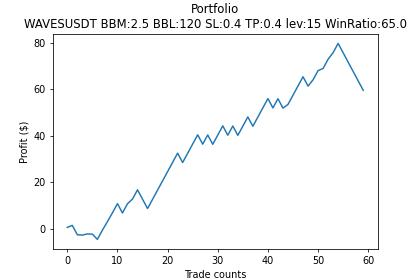 Portfolio
WAVESUSDT BBM:2.5 BBL:120 SL:0.4 TP:0.4 lev:15 WinRatio:65.0
80
60
40
20
0
Profit ($)
0 10 20 30 40 50 60
Trade counts